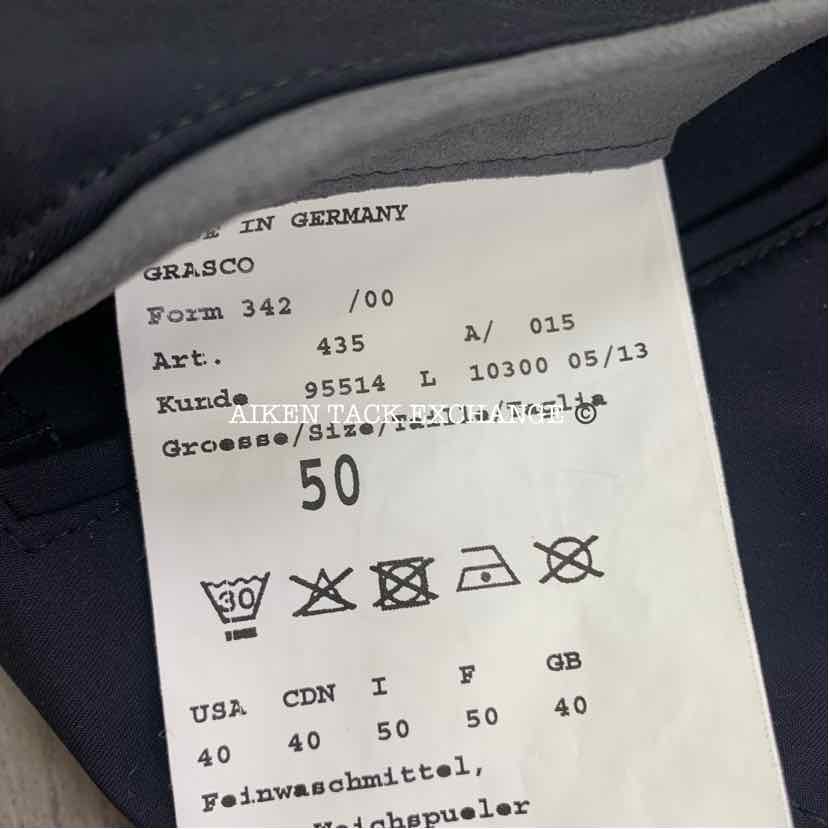 IN GERMANY
GRASCO
Form 342 /00
Art. 435 A/ 015
Kunde 95514 L 10300 05/13
AIKEN TACK EXCHANGE ©
Groesse/Size/
50
30
USA CDN I F GB
40 40 50 50 40
Feinwaschmittel,